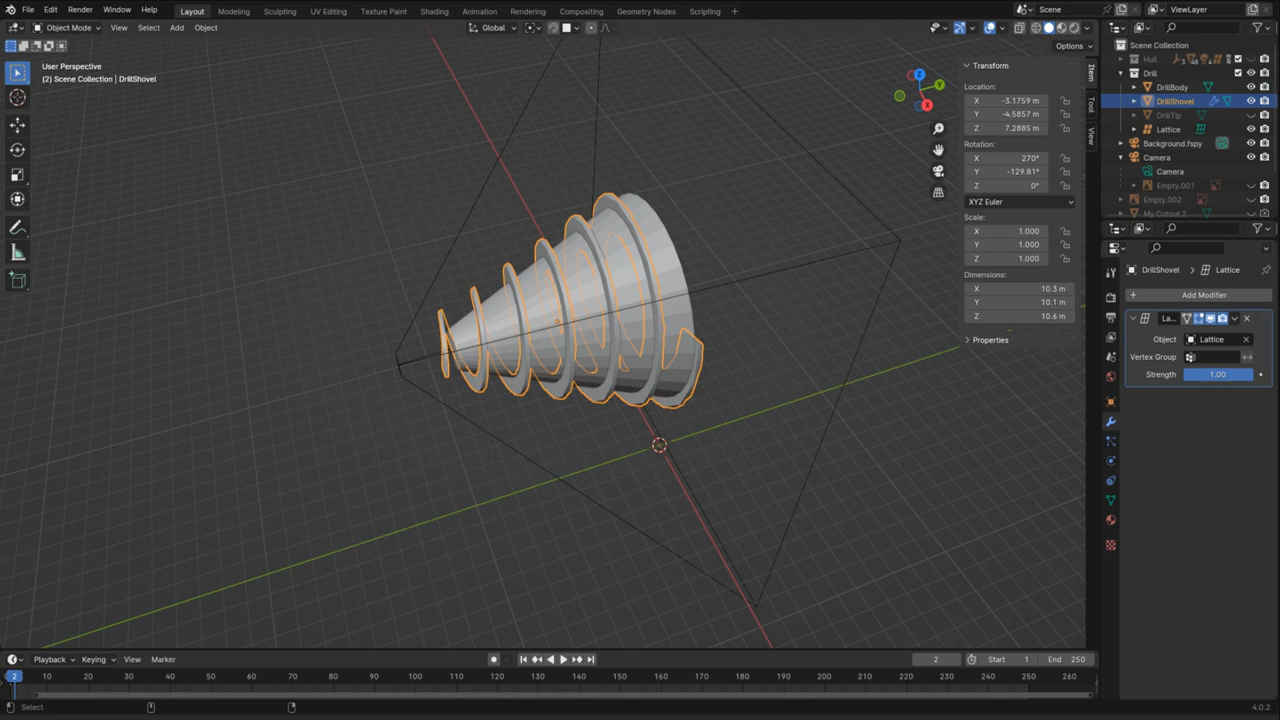 File Edit Render Window Help Layout Modeling Sculpting UV Editing Texture Paint Shading Animation Rendering Compositing Geometry Nodes Scripting + Scene ViewLayer
Object Mode View Select Add Object Global
Options
User Perspective
(2) Scene Collection | DrillShovel
Transform
Location:
X -3.1759 m
Y -4.5857 m
Z 7.2885 m
Rotation:
X 270°
Y -129.81°
Z 0°
XYZ Euler
Scale:
X 1.000
Y 1.000
Z 1.000
Dimensions:
X 10.3 m
Y 10.1 m
Z 10.6 m
Properties
Item
Tool
View
Z
Y
X
Scene Collection
Hull
Drill
DrillBody
DrillShovel
DrillTip
Lattice
Background.fspy
Camera
Camera
Empty.001
Empty.002
My Cutout 2
DrillShovel > Lattice
+ Add Modifier
La...
Object Lattice
Vertex Group
Strength 1.00
Playback Keying View Marker 2 Start 1 End 250
2 10 20 30 40 50 60 70 80 90 100 110 120 130 140 150 160 170 180 190 200 210 220 230 240 250 260
Select 4.0.2